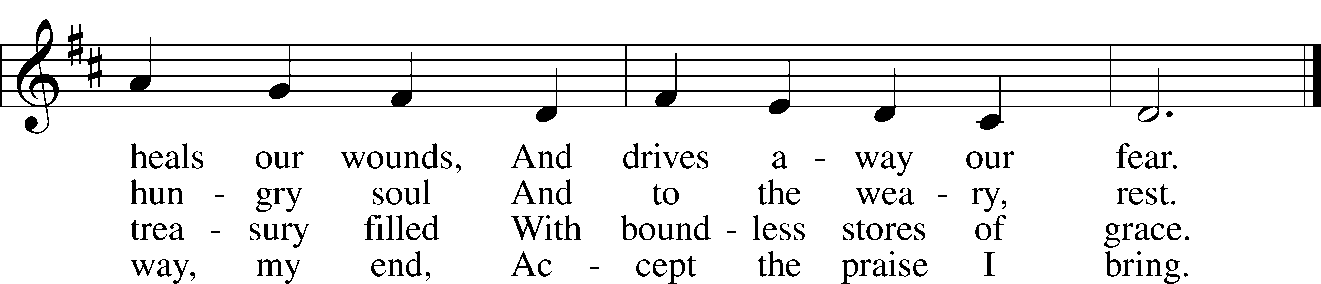 heals our wounds, And drives a - way our fear.
hun - gry soul And to the wea - ry, rest.
trea - sury filled With bound - less stores of grace.
way, my end, Ac - cept the praise I bring.